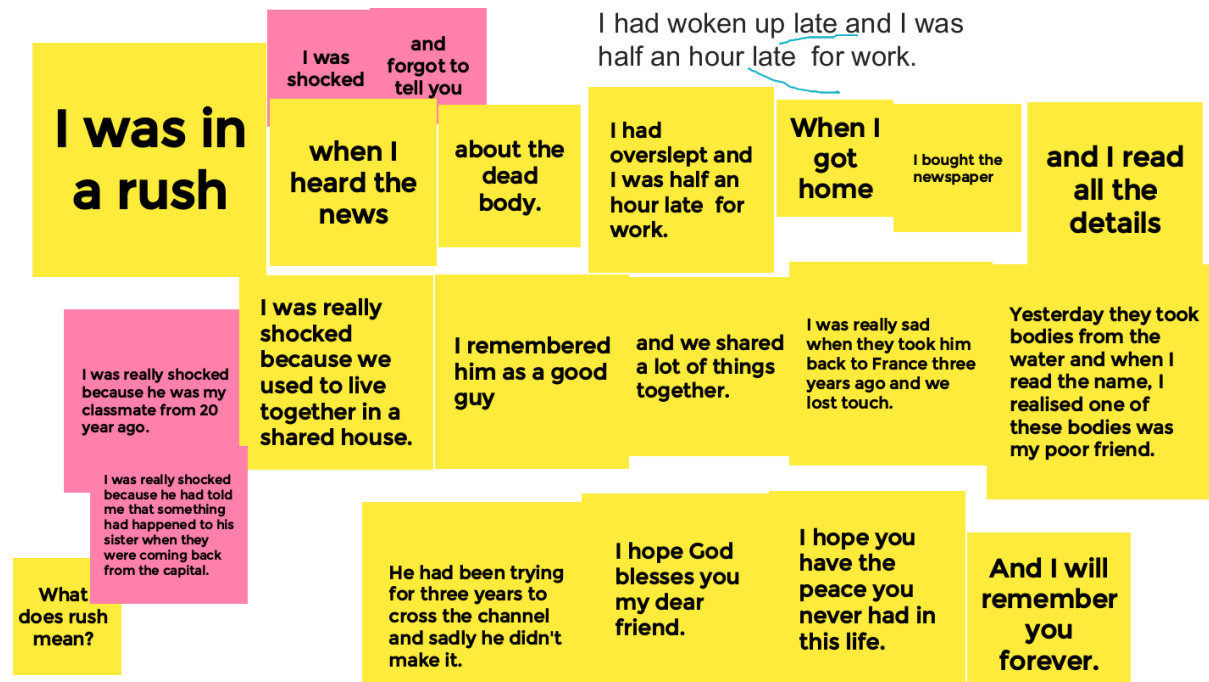 I had woken up late and I was
half an hour late for work.
I was in
a rush
I was
shocked
and
forgot to
tell you
when I
heard the
news
about the
dead
body.
I had
overslept and
I was half an
hour late for
work.
When I
got
home
I bought the
newspaper
and I read
all the
details
I was really shocked
because he was my
classmate from 20
year ago.
I was really
shocked
because we
used to live
together in a
shared house.
I remembered
him as a good
guy
and we shared
a lot of things
together.
I was really sad
when they took him
back to France three
years ago and we
lost touch.
Yesterday they took
bodies from the
water and when I
read the name, I
realised one of
these bodies was
my poor friend.
I was really shocked
because he had told
me that something
had happened to his
sister when they
were coming back
from the capital.
What
does rush
mean?
He had been trying
for three years to
cross the channel
and sadly he didn't
make it.
I hope God
blesses you
my dear
friend.
I hope you
have the
peace you
never had in
this life.
And I will
remember
you
forever.